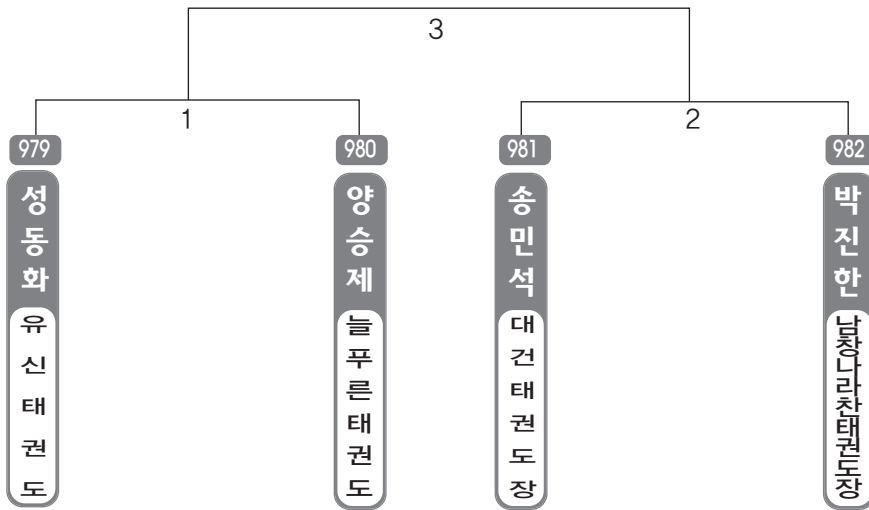 3
1
2
979
980
981
982
성동화
양승제
송민석
박진한
유신태권도
늘푸른태권도
대건태권도장
남창나라찬태권도장